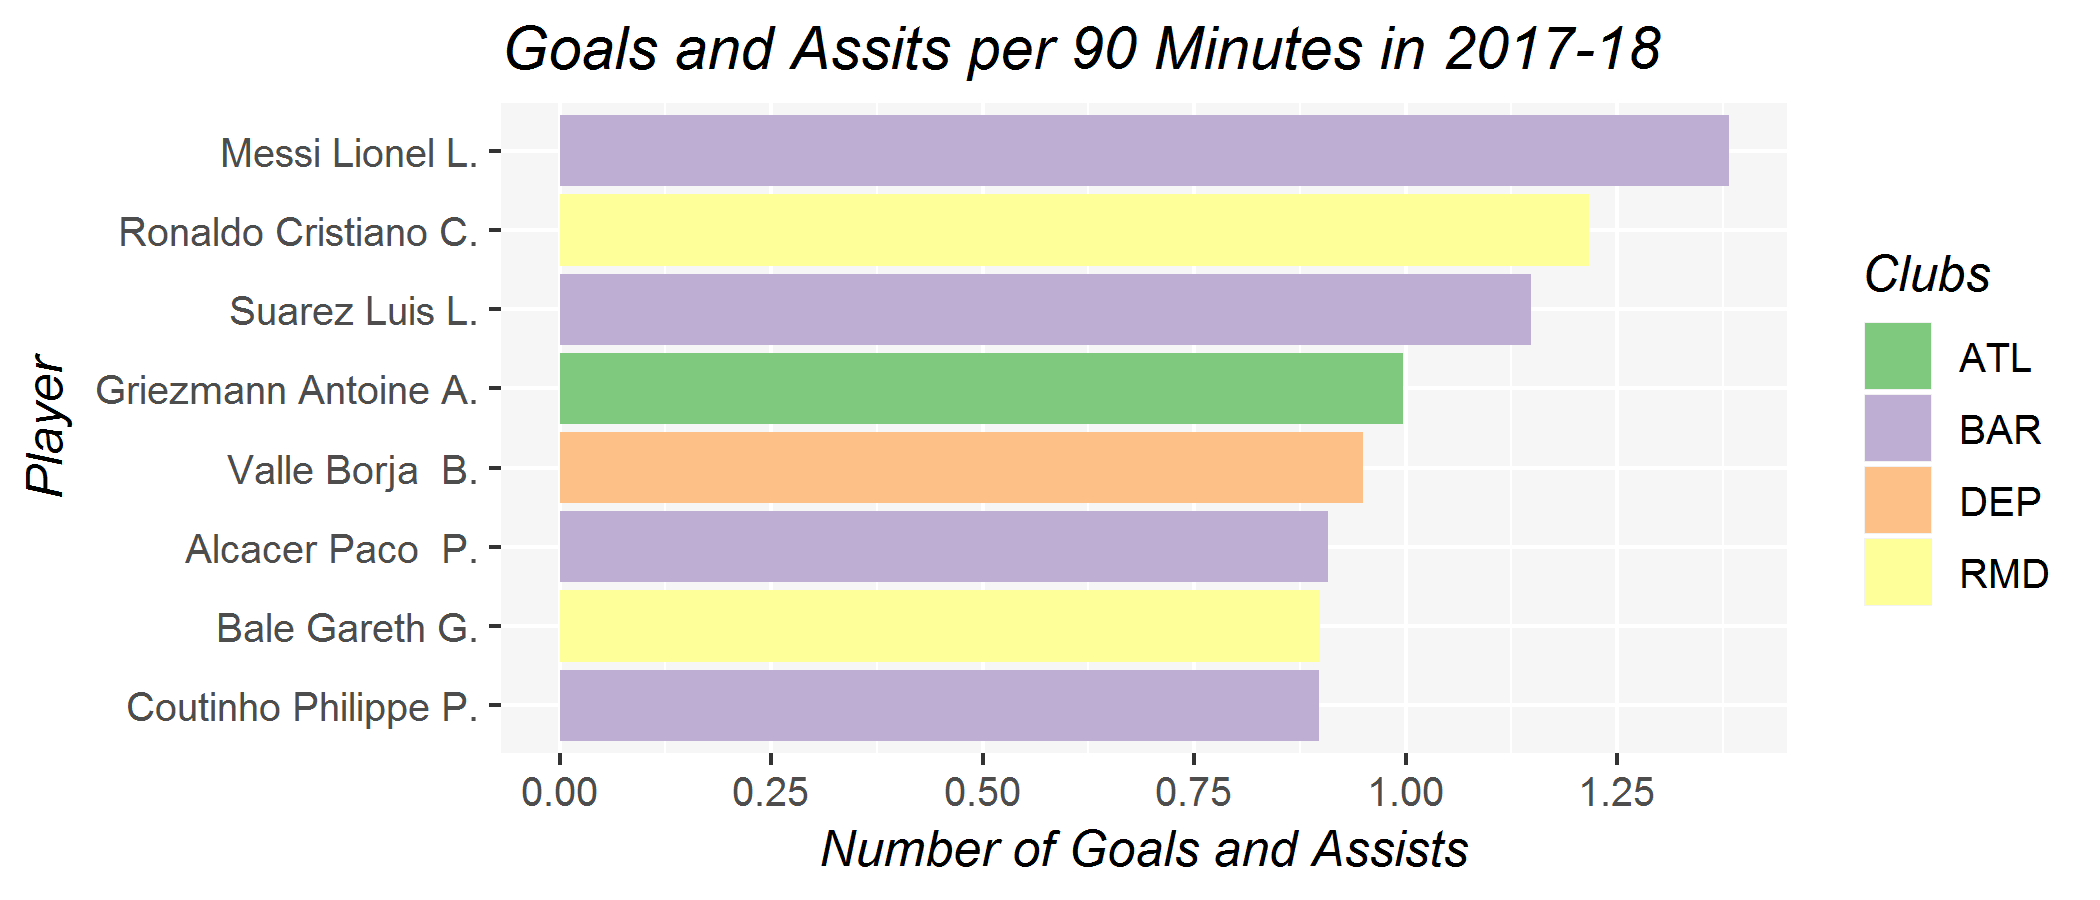 Goals and Assits per 90 Minutes in 2017-18
Player
Messi Lionel L.
Ronaldo Cristiano C.
Suarez Luis L.
Griezmann Antoine A.
Valle Borja  B.
Alcacer Paco  P.
Bale Gareth G.
Coutinho Philippe P.
0.00 0.25 0.50 0.75 1.00 1.25
Number of Goals and Assists
Clubs
ATL
BAR
DEP
RMD